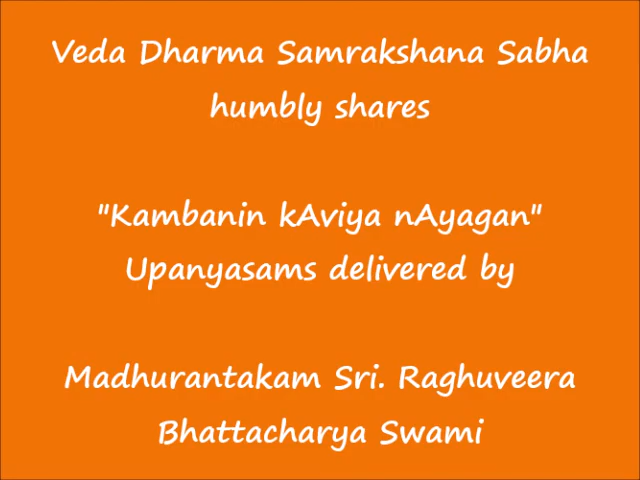 Veda Dharma Samrakshana Sabha
humbly shares
"Kambanin kAviya nAyagan"
Upanyasams delivered by
Madhurantakam Sri. Raghuveera
Bhattacharya Swami